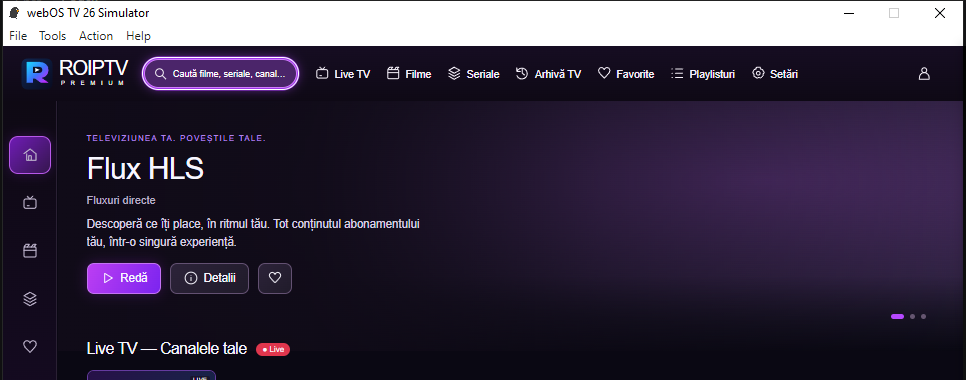 webOS TV 26 Simulator
File Tools Action Help
ROIPTV
PREMIUM
Caută filme, seriale, canal...
Live TV
Filme
Seriale
Arhivă TV
Favorite
Playlisturi
Setări
TELEVIZIUNEA TA. POVEȘTILE TALE.
Flux HLS
Fluxuri directe
Descoperă ce îți place, în ritmul tău. Tot conținutul abonamentului
tău, într-o singură experiență.
Redă
Detalii
Live TV — Canalele tale
Live
LIVE